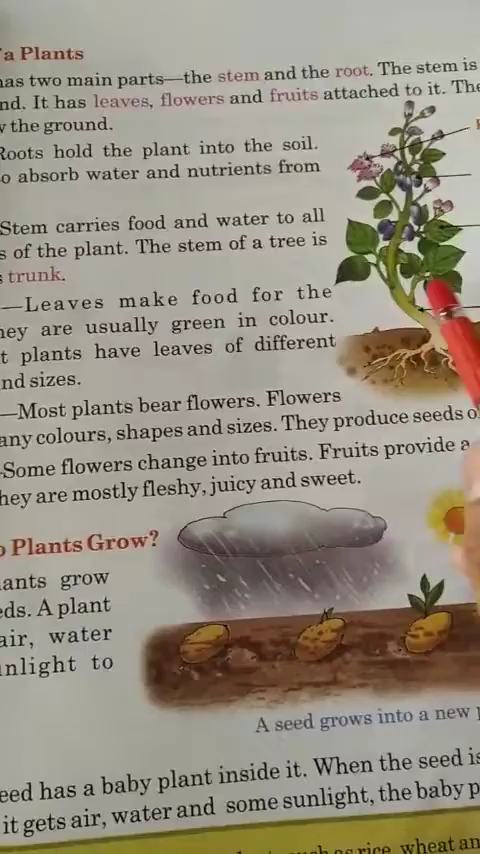 a Plants
has two main parts—the stem and the root. The stem is
nd. It has leaves, flowers and fruits attached to it. The
the ground.
Roots hold the plant into the soil.
o absorb water and nutrients from
Stem carries food and water to all
s of the plant. The stem of a tree is
trunk.
—Leaves make food for the
hey are usually green in colour.
t plants have leaves of different
nd sizes.
—Most plants bear flowers. Flowers
any colours, shapes and sizes. They produce seeds
Some flowers change into fruits. Fruits provide a
hey are mostly fleshy, juicy and sweet.
o Plants Grow?
lants grow
eds. A plant
air, water
nlight to
A seed grows into a new
eed has a baby plant inside it. When the seed is
it gets air, water and some sunlight, the baby p
as rice, wheat an